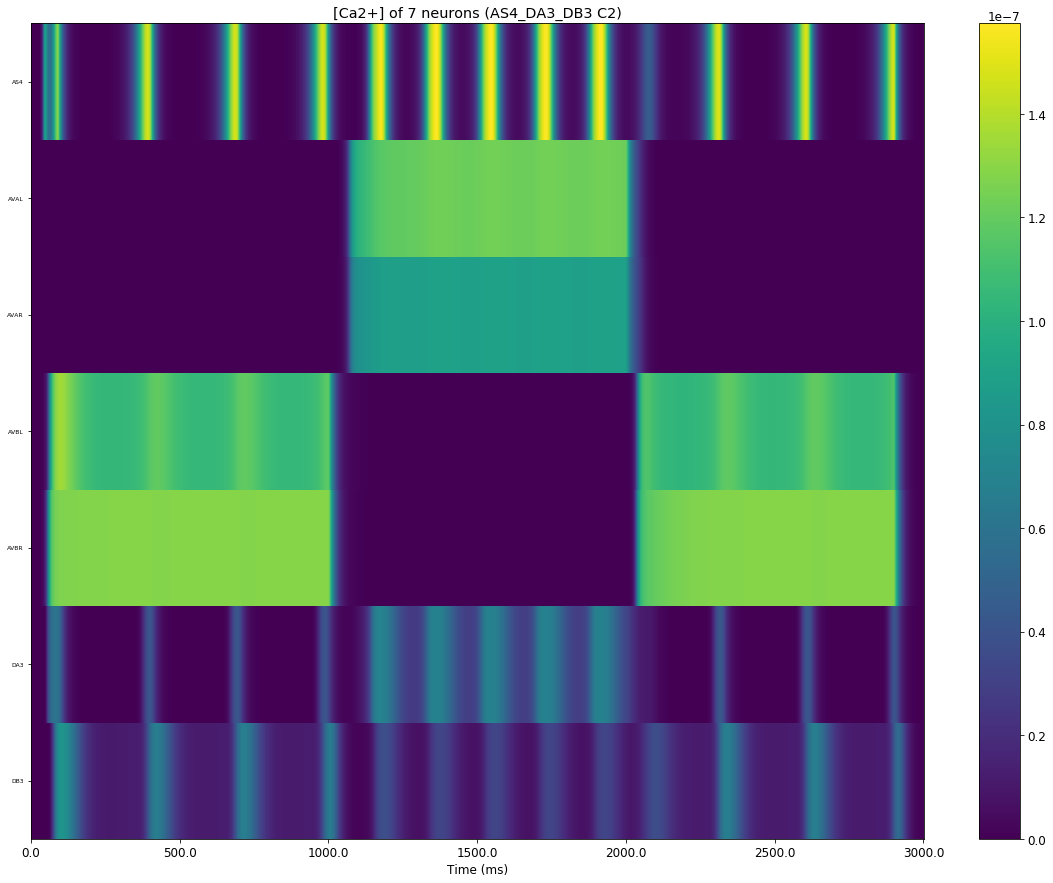 [Ca2+] of 7 neurons (AS4_DA3_DB3 C2)
1e−7
AS4
AVAL
AVAR
AVBL
AVBR
DA3
DB3
0.0 500.0 1000.0 1500.0 2000.0 2500.0 3000.0
Time (ms)
1.4
1.2
1.0
0.8
0.6
0.4
0.2
0.0